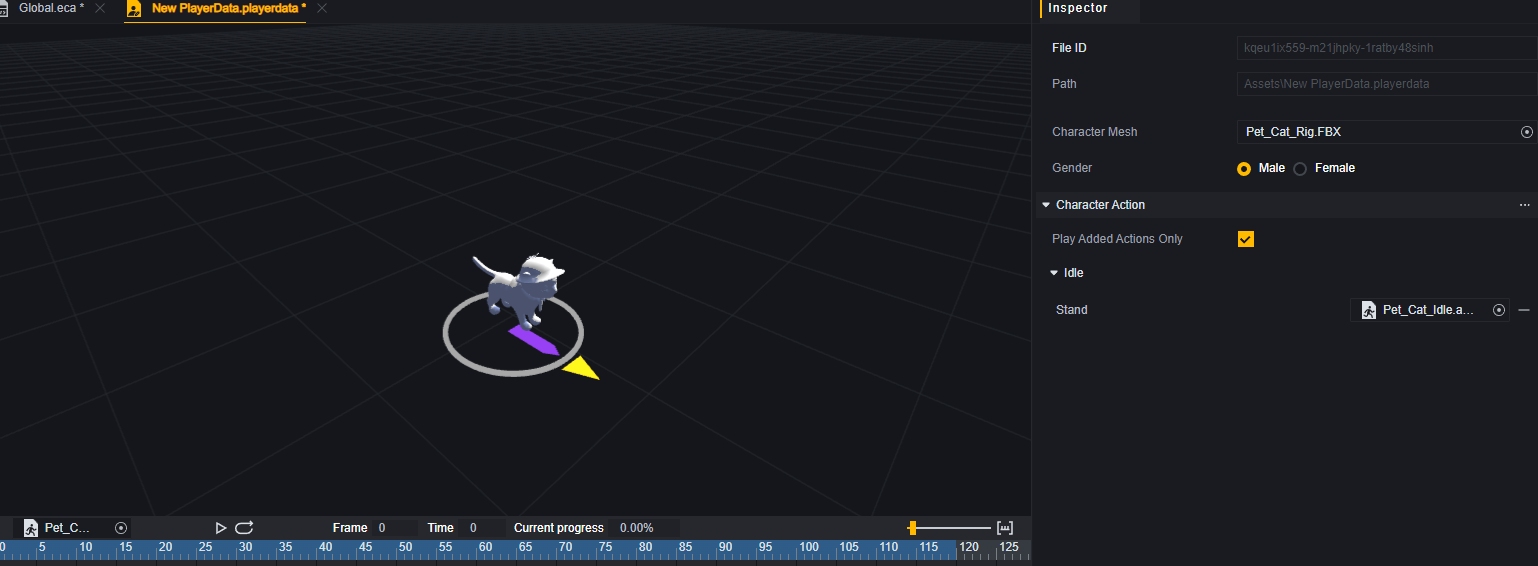 Global.eca *
New PlayerData.playerdata *
Inspector
File ID
kqeu1ix559-m21jhpky-1ratby48sinh
Path
Assets\New PlayerData.playerdata
Character Mesh
Pet_Cat_Rig.FBX
Gender
Male
Female
Character Action
Play Added Actions Only
Idle
Stand
Pet_Cat_Idle.a...
Pet_C...
Frame 0
Time 0
Current progress 0.00%
0 5 10 15 20 25 30 35 40 45 50 55 60 65 70 75 80 85 90 95 100 105 110 115 120 125